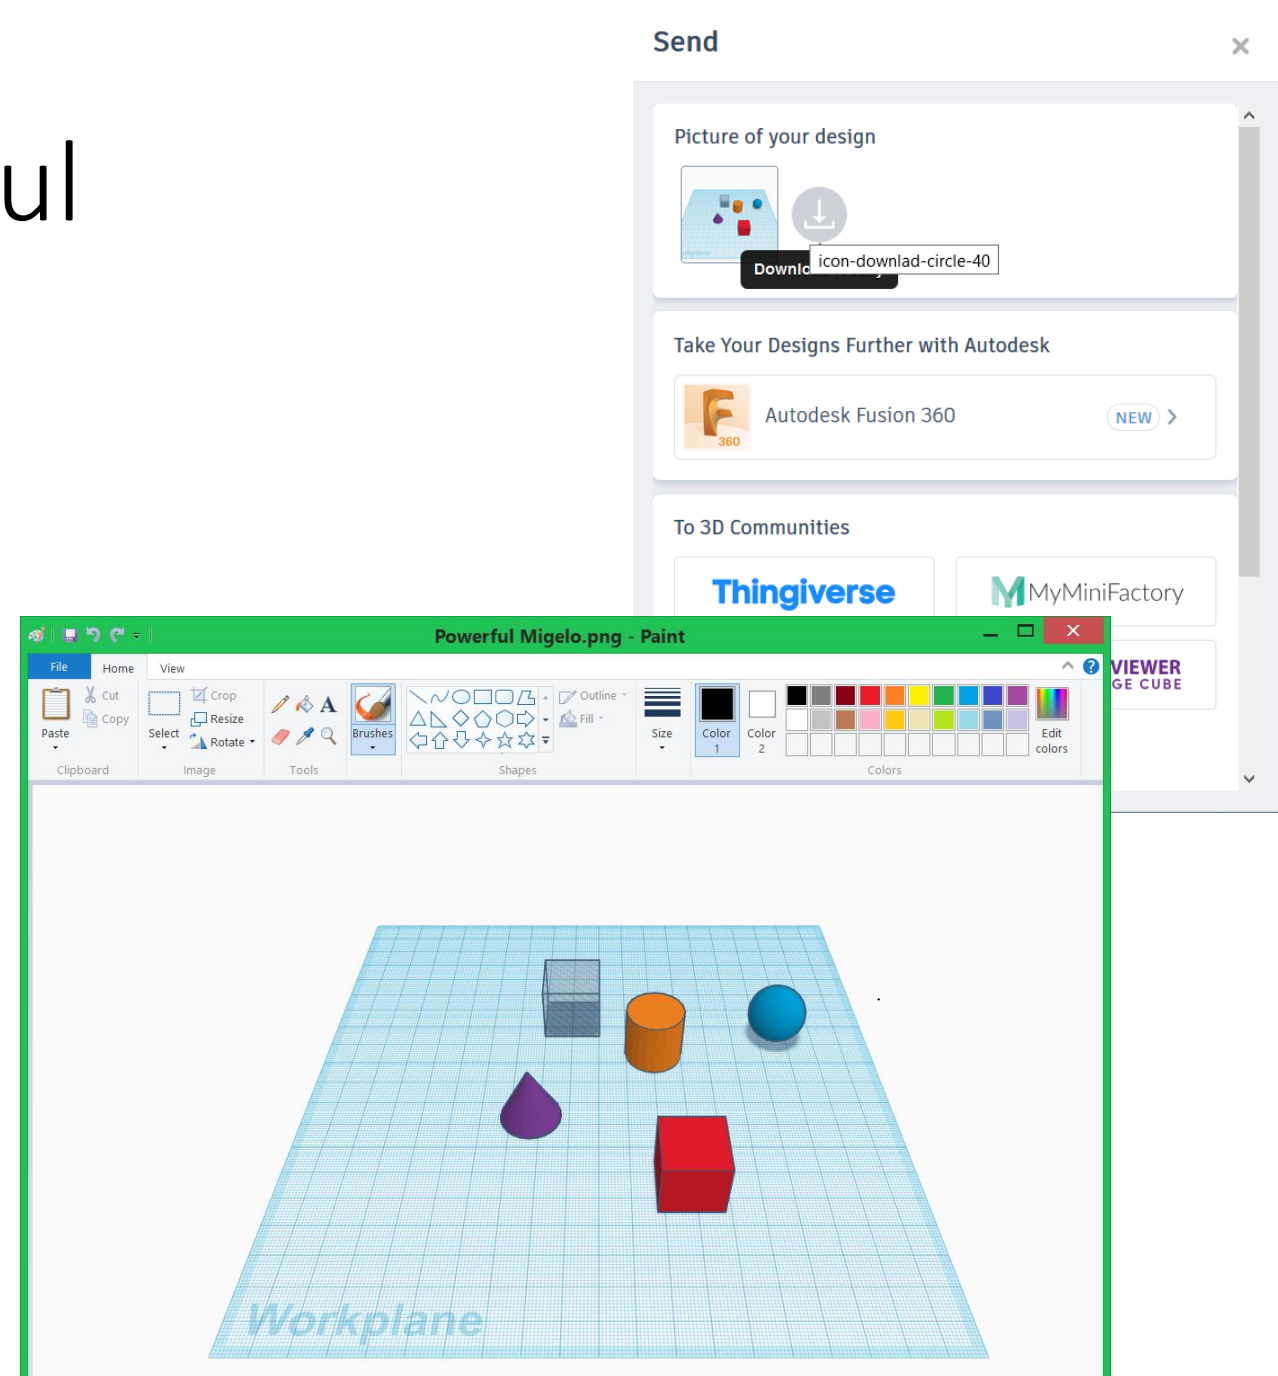 Send
ul
Picture of your design
icon-downlad-circle-40
Take Your Designs Further with Autodesk
360
Autodesk Fusion 360
NEW
To 3D Communities
Thingiverse
MyMiniFactory
Powerful Migelo.png - Paint
File
Home
View
Cut
Copy
Paste
Clipboard
Crop
Resize
Rotate
Select
Image
A
Tools
Brushes
Outline
Fill
Shapes
Size
Color
1
Color
2
Edit
colors
Colors
VIEWER
GE CUBE
Workplane